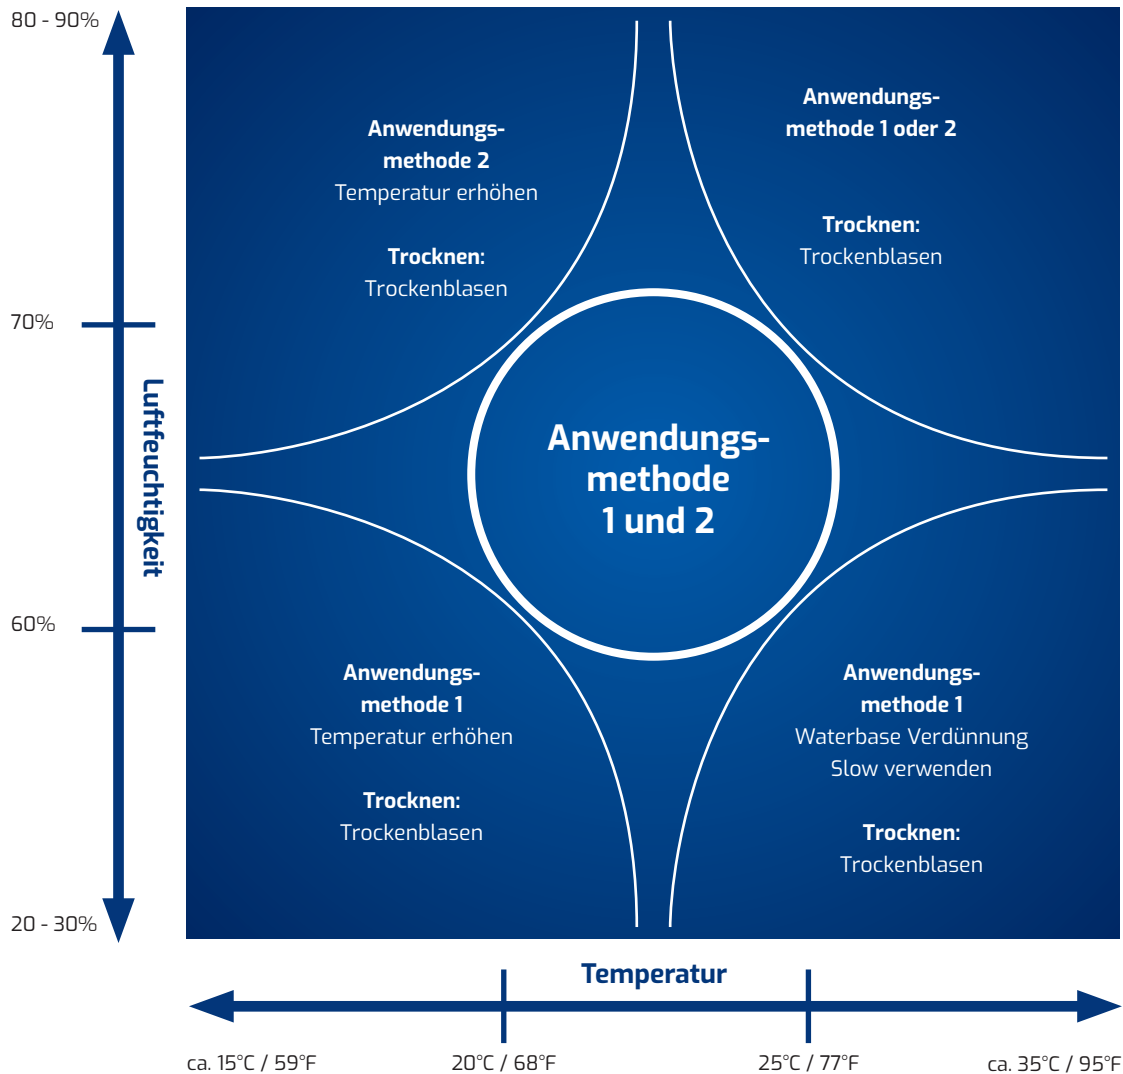 80 - 90%
70%
Luftfeuchtigkeit
60%
20 - 30%
Anwendungs-
methode 2
Temperatur erhöhen
Trocknen:
Trockenblasen
Anwendungs-
methode 1 oder 2
Trocknen:
Trockenblasen
Anwendungs-
methode
1 und 2
Anwendungs-
methode 1
Temperatur erhöhen
Trocknen:
Trockenblasen
Anwendungs-
methode 1
Waterbase Verdünnung
Slow verwenden
Trocknen:
Trockenblasen
Temperatur
ca. 15°C / 59°F
20°C / 68°F
25°C / 77°F
ca. 35°C / 95°F